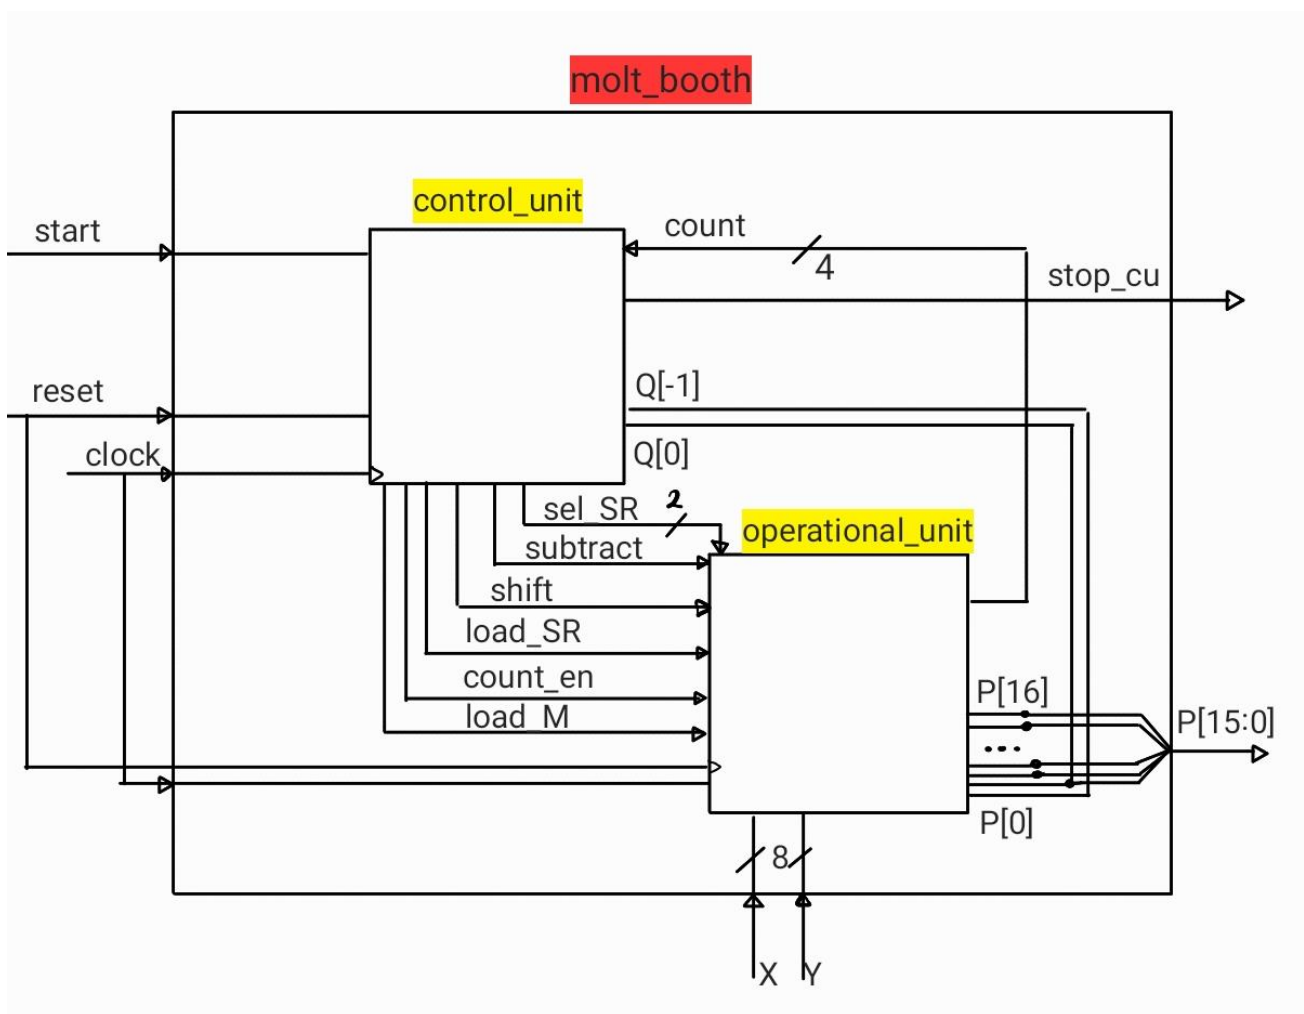 molt_booth
control_unit
start
count
4
stop_cu
reset
Q[-1]
clock
Q[0]
sel_SR
2
operational_unit
subtract
shift
load_SR
count_en
load_M
P[16]
P[15:0]
...
P[0]
8
X
Y